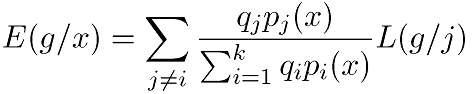 E(g/x) = \sum_{j \neq i} \frac{q_j p_j(x)}{\sum_{i=1}^{k} q_i p_i(x)} L(g/j)